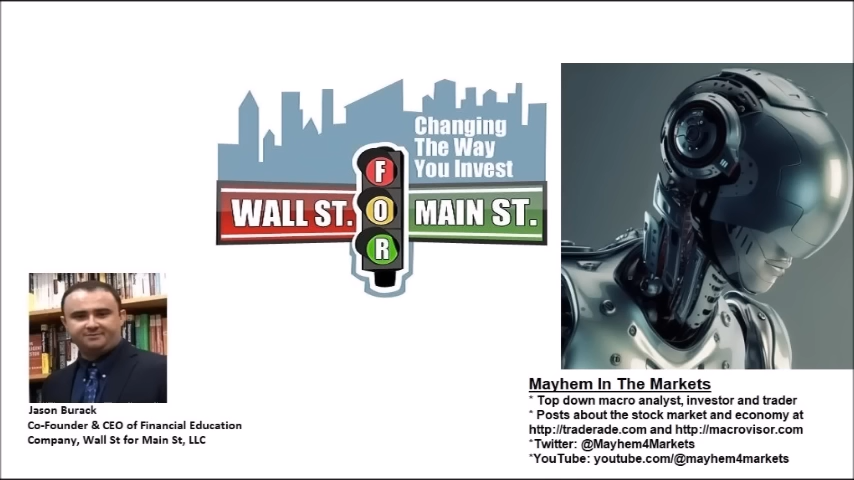 Changing
The Way
You Invest
WALL ST. FOR MAIN ST.
Jason Burack
Co-Founder & CEO of Financial Education
Company, Wall St for Main St, LLC
Mayhem In The Markets
* Top down macro analyst, investor and trader
* Posts about the stock market and economy at
http://traderade.com and http://macrovisor.com
*Twitter: @Mayhem4Markets
*YouTube: youtube.com/@mayhem4markets